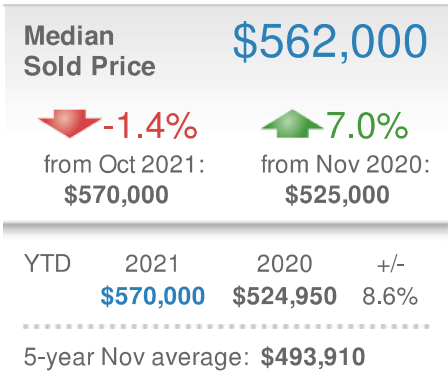 Median
Sold Price
$562,000
-1.4%
from Oct 2021:
$570,000
7.0%
from Nov 2020:
$525,000
YTD 2021 2020 +/-
$570,000 $524,950 8.6%
5-year Nov average: $493,910